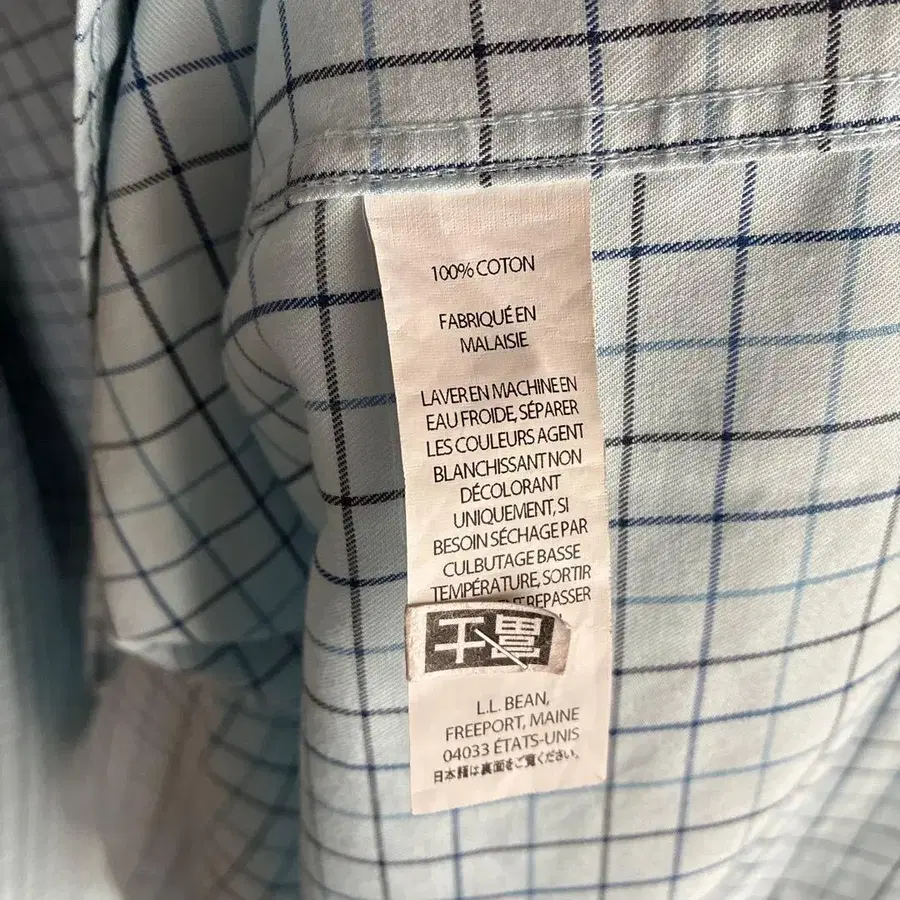 100% COTON
FABRIQUÉ EN
MALAISIE
LAVER EN MACHINE EN
EAU FROIDE, SÉPARER
LES COULEURS AGENT
BLANCHISSANT NON
DÉCOLORANT
UNIQUEMENT, SI
BESOIN SÉCHAGE PAR
CULBUTAGE BASSE
TEMPÉRATURE, SORTIR
REPASSER
L.L. BEAN,
FREEPORT, MAINE
04033 ÉTATS-UNIS
日本語は裏面をご覧ください。